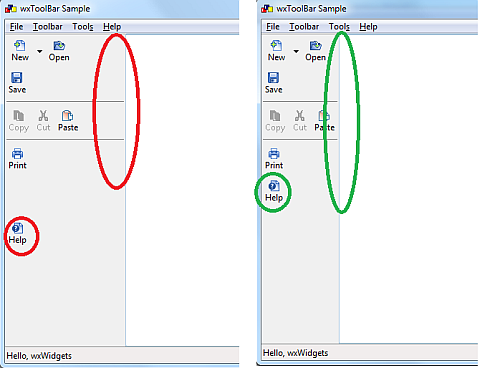 wxToolBar Sample
File Toolbar Tools Help
New Open
Save
Copy Cut Paste
Print
Help
Hello, wxWidgets
wxToolBar Sample
File Toolbar Tools Help
New Open
Save
Copy Cut Paste
Print
Help
Hello, wxWidgets